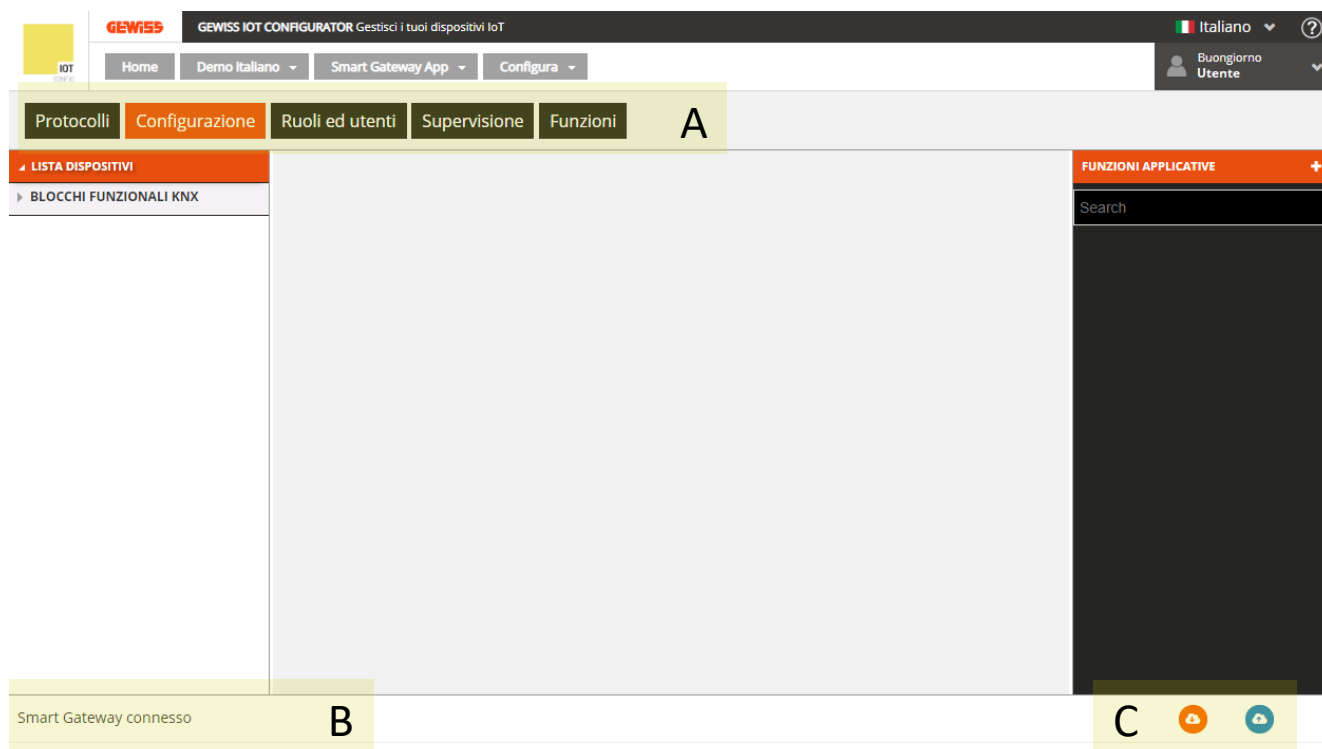 GEWISS
GEWISS IOT CONFIGURATOR Gestisci i tuoi dispositivi IoT
Italiano
?
IOT
CONFIG
Home
Demo Italiano
Smart Gateway App
Configura
Buongiorno
Utente
Protocolli
Configurazione
Ruoli ed utenti
Supervisione
Funzioni
A
LISTA DISPOSITIVI
FUNZIONI APPLICATIVE +
BLOCCHI FUNZIONALI KNX
Search
Smart Gateway connesso
B
C